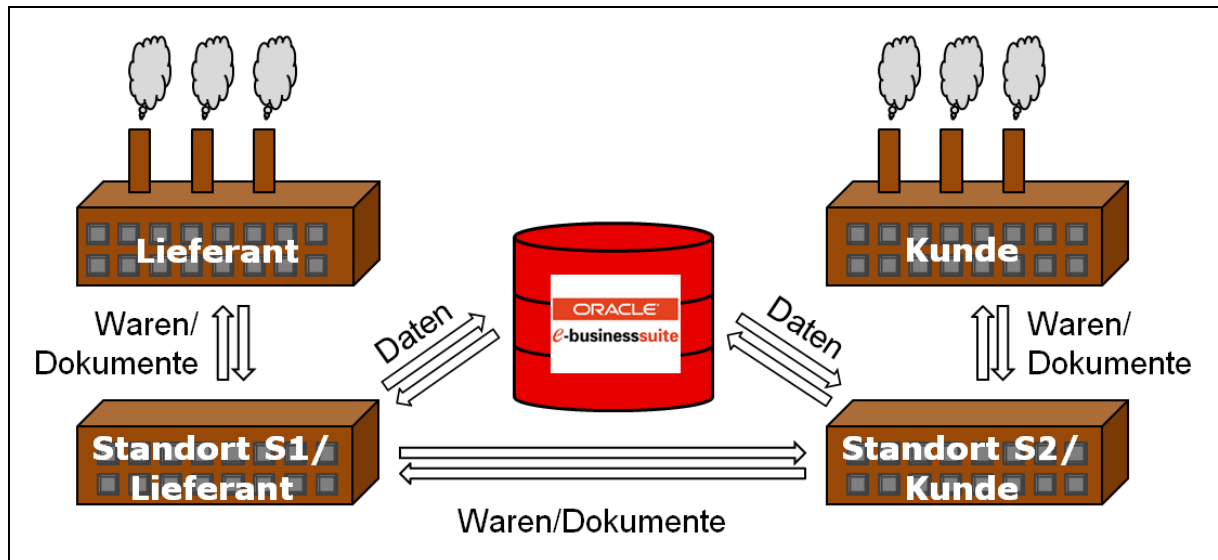 Lieferant
Kunde
ORACLE
e-businesssuite
Waren/
Dokumente
Daten
Daten
Waren/
Dokumente
Standort S1/
Lieferant
Standort S2/
Kunde
Waren/Dokumente